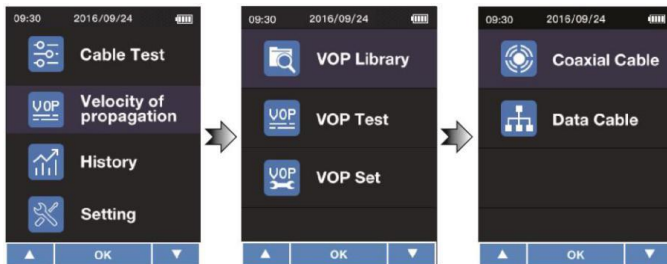 09:30 2016/09/24
Cable Test
VOP
Velocity of
propagation
History
Setting
▲ OK ▼
09:30 2016/09/24
VOP Library
VOP
VOP Test
VOP
VOP Set
▲ OK ▼
09:30 2016/09/24
Coaxial Cable
Data Cable
▲ OK ▼